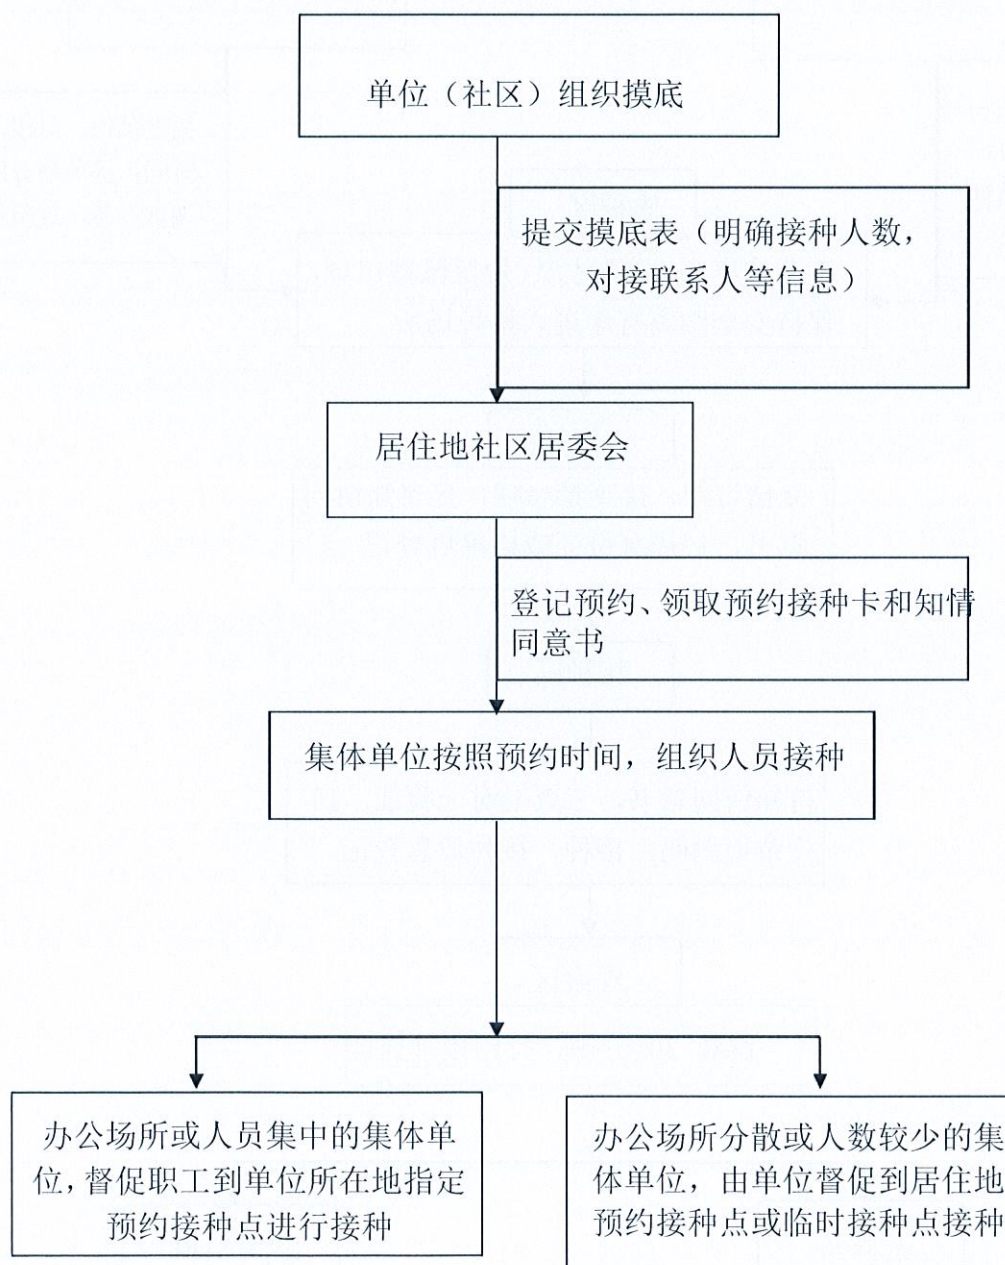 单位（社区）组织摸底
提交摸底表（明确接种人数，
对接联系人等信息）
居住地社区居委会
登记预约、领取预约接种卡和知情
同意书
集体单位按照预约时间，组织人员接种
办公场所或人员集中的集体单
位，督促职工到单位所在地指定
预约接种点进行接种
办公场所分散或人数较少的集
体单位，由单位督促到居住地
预约接种点或临时接种点接种